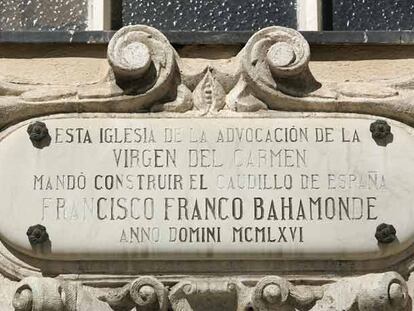 ESTA IGLESIA DE LA ADVOCACIÓN DE LA
VIRGEN DEL CARMEN
MANDÓ CONSTRUIR EL CAUDILLO DE ESPAÑA
FRANCISCO FRANCO BAHAMONDE
ANNO DOMINI MCMLXVI